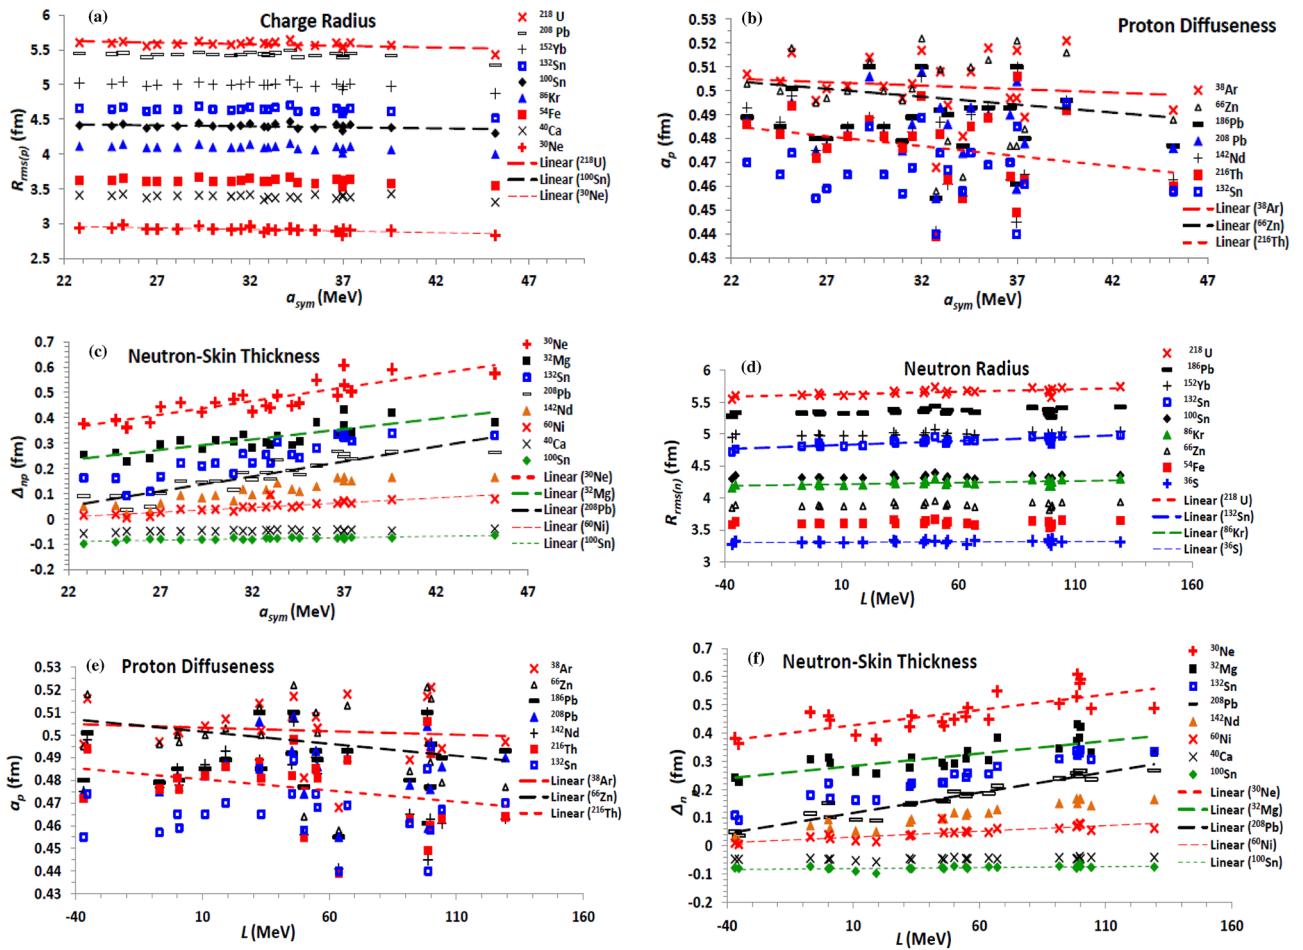 (a)
Charge Radius
6
5.5
5
4.5
4
3.5
3
2.5
R_rms(p) (fm)
22
27
32
37
42
47
a_sym (MeV)
²¹⁸U
²⁰⁸Pb
¹⁵²Yb
¹³²Sn
¹⁰⁰Sn
⁸⁶Kr
⁵⁴Fe
⁴⁰Ca
³⁰Ne
Linear (²¹⁸U)
Linear (¹⁰⁰Sn)
Linear (³⁰Ne)
(b)
Proton Diffuseness
0.53
0.52
0.51
0.5
0.49
0.48
0.47
0.46
0.45
0.44
0.43
a_p (fm)
22
27
32
37
42
47
a_sym (MeV)
³⁸Ar
⁶⁶Zn
¹⁸⁶Pb
²⁰⁸Pb
¹⁴²Nd
²¹⁶Th
¹³²Sn
Linear (³⁸Ar)
Linear (⁶⁶Zn)
Linear (²¹⁶Th)
(c)
Neutron-Skin Thickness
0.7
0.6
0.5
0.4
0.3
0.2
0.1
0
-0.1
-0.2
Δ_np (fm)
22
27
32
37
42
47
a_sym (MeV)
³⁰Ne
³²Mg
¹³²Sn
²⁰⁸Pb
¹⁴²Nd
⁶⁰Ni
⁴⁰Ca
¹⁰⁰Sn
Linear (³⁰Ne)
Linear (³²Mg)
Linear (²⁰⁸Pb)
Linear (⁶⁰Ni)
Linear (¹⁰⁰Sn)
(d)
Neutron Radius
6
5.5
5
4.5
4
3.5
3
R_rms(n) (fm)
-40
10
60
110
160
L (MeV)
²¹⁸U
¹⁸⁶Pb
¹⁵²Yb
¹³²Sn
¹⁰⁰Sn
⁸⁶Kr
⁶⁶Zn
⁵⁴Fe
³⁶S
Linear (²¹⁸U)
Linear (¹³²Sn)
Linear (⁸⁶Kr)
Linear (³⁶S)
(e)
Proton Diffuseness
0.53
0.52
0.51
0.5
0.49
0.48
0.47
0.46
0.45
0.44
0.43
a_p (fm)
-40
10
60
110
160
L (MeV)
³⁸Ar
⁶⁶Zn
¹⁸⁶Pb
²⁰⁸Pb
¹⁴²Nd
²¹⁶Th
¹³²Sn
Linear (³⁸Ar)
Linear (⁶⁶Zn)
Linear (²¹⁶Th)
(f)
Neutron-Skin Thickness
0.7
0.6
0.5
0.4
0.3
0.2
0.1
0
-0.1
-0.2
Δ_n (fm)
-40
10
60
110
160
L (MeV)
³⁰Ne
³²Mg
¹³²Sn
²⁰⁸Pb
¹⁴²Nd
⁶⁰Ni
⁴⁰Ca
¹⁰⁰Sn
Linear (³⁰Ne)
Linear (³²Mg)
Linear (²⁰⁸Pb)
Linear (⁶⁰Ni)
Linear (¹⁰⁰Sn)